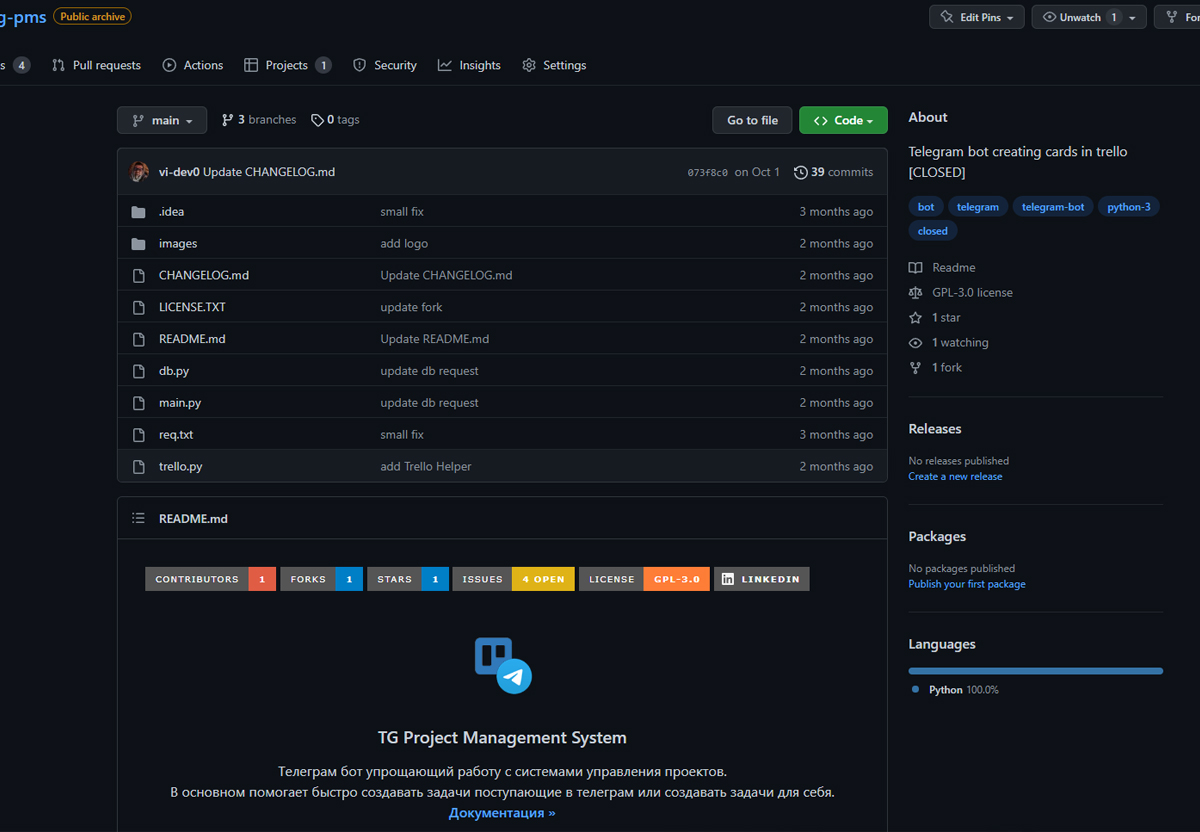 g-pms Public archive Edit Pins Unwatch 1 For
s 4 Pull requests Actions Projects 1 Security Insights Settings
main 3 branches 0 tags Go to file Code
vi-dev0 Update CHANGELOG.md 073f8c0 on Oct 1 39 commits
.idea small fix 3 months ago
images add logo 2 months ago
CHANGELOG.md Update CHANGELOG.md 2 months ago
LICENSE.TXT update fork 2 months ago
README.md Update README.md 2 months ago
db.py update db request 2 months ago
main.py update db request 2 months ago
req.txt small fix 3 months ago
trello.py add Trello Helper 2 months ago
README.md
CONTRIBUTORS 1 FORKS 1 STARS 1 ISSUES 4 OPEN LICENSE GPL-3.0 in LINKEDIN
TG Project Management System
Телеграм бот упрощающий работу с системами управления проектов.
В основном помогает быстро создавать задачи поступающие в телеграм или создавать задачи для себя.
Документация »
About
Telegram bot creating cards in trello
[CLOSED]
bot telegram telegram-bot python-3
closed
Readme
GPL-3.0 license
1 star
1 watching
1 fork
Releases
No releases published
Create a new release
Packages
No packages published
Publish your first package
Languages
Python 100.0%